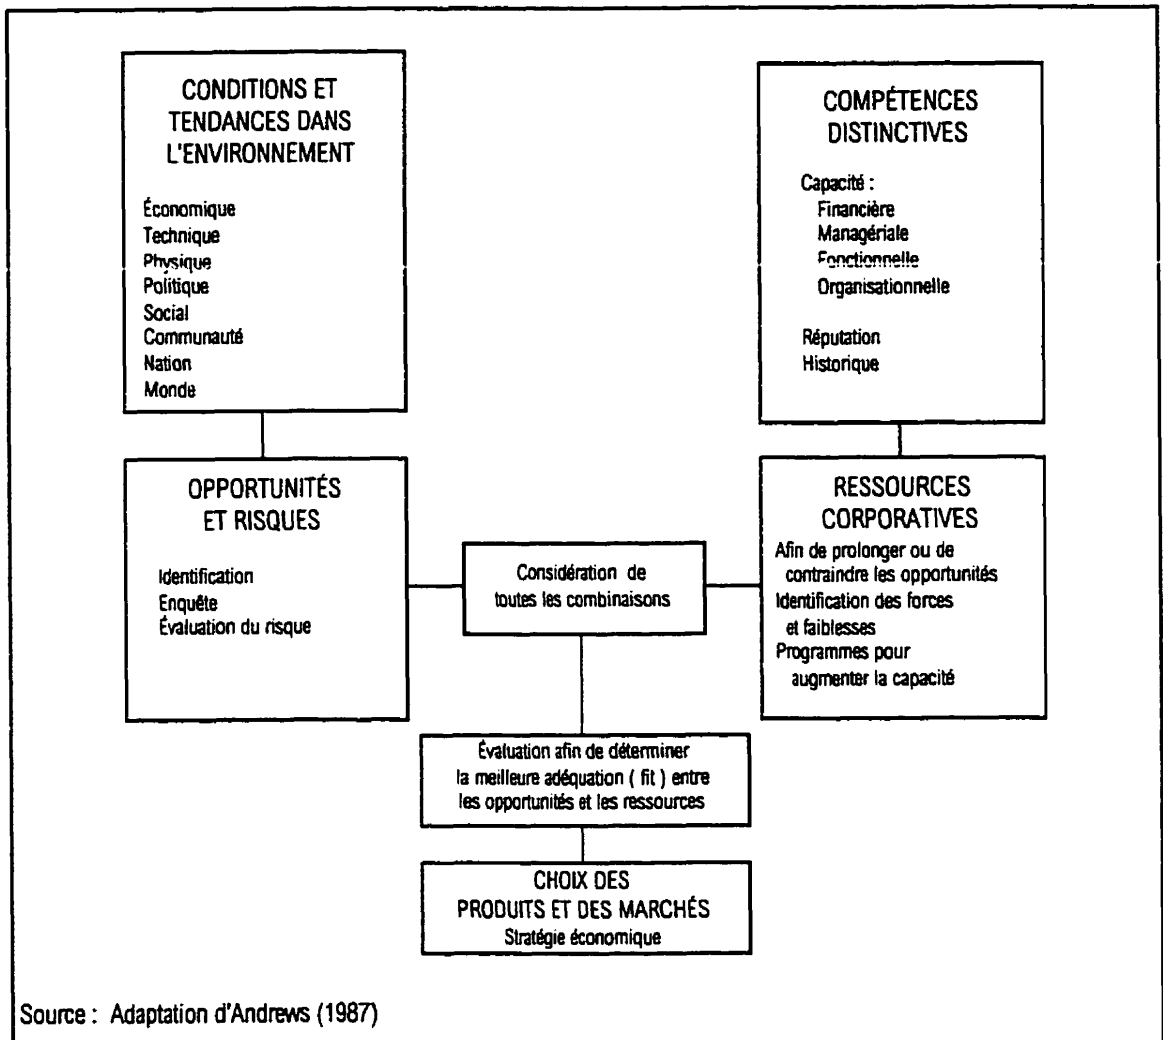 CONDITIONS ET
TENDANCES DANS
L'ENVIRONNEMENT
Économique
Technique
Physique
Politique
Social
Communauté
Nation
Monde
COMPÉTENCES
DISTINCTIVES
Capacité :
Financière
Managériale
Fonctionnelle
Organisationnelle
Réputation
Historique
OPPORTUNITÉS
ET RISQUES
Identification
Enquête
Évaluation du risque
Considération de
toutes les combinaisons
RESSOURCES
CORPORATIVES
Afin de prolonger ou de
contraindre les opportunités
Identification des forces
et faiblesses
Programmes pour
augmenter la capacité
Évaluation afin de déterminer
la meilleure adéquation ( fit ) entre
les opportunités et les ressources
CHOIX DES
PRODUITS ET DES MARCHÉS
Stratégie économique
Source : Adaptation d'Andrews (1987)